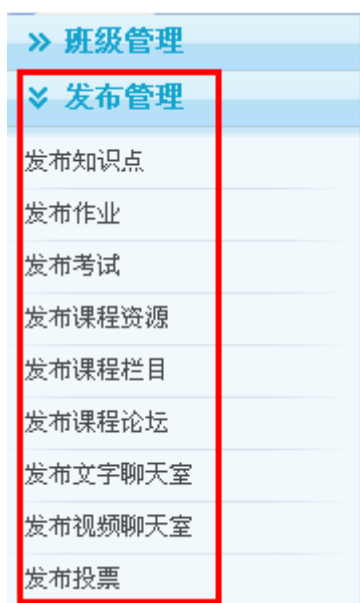 » 班级管理
» 发布管理
发布知识点
发布作业
发布考试
发布课程资源
发布课程栏目
发布课程论坛
发布文字聊天室
发布视频聊天室
发布投票